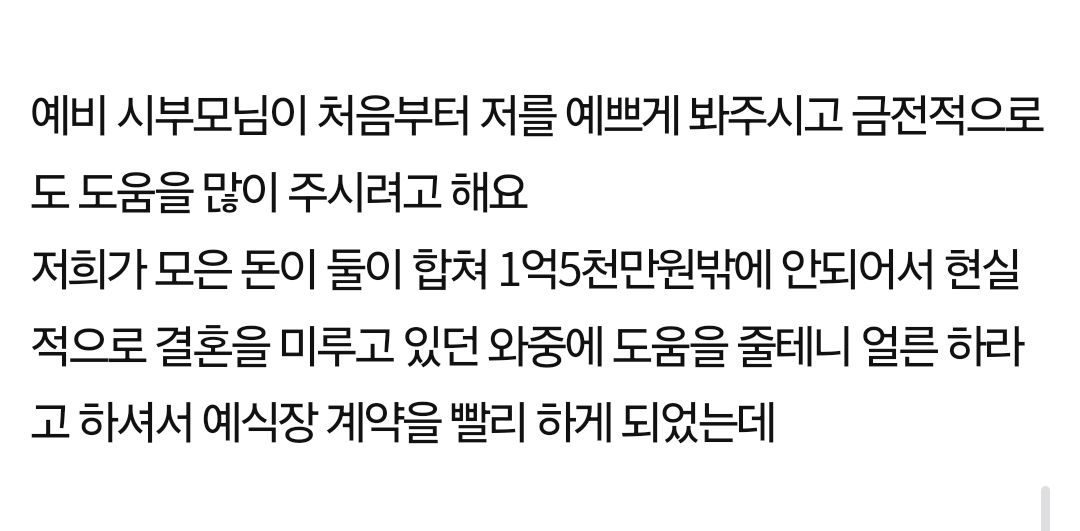 예비 시부모님이 처음부터 저를 예쁘게 봐주시고 금전적으로
도 도움을 많이 주시려고 해요
저희가 모은 돈이 둘이 합쳐 1억5천만원밖에 안되어서 현실
적으로 결혼을 미루고 있던 와중에 도움을 줄테니 얼른 하라
고 하셔서 예식장 계약을 빨리 하게 되었는데